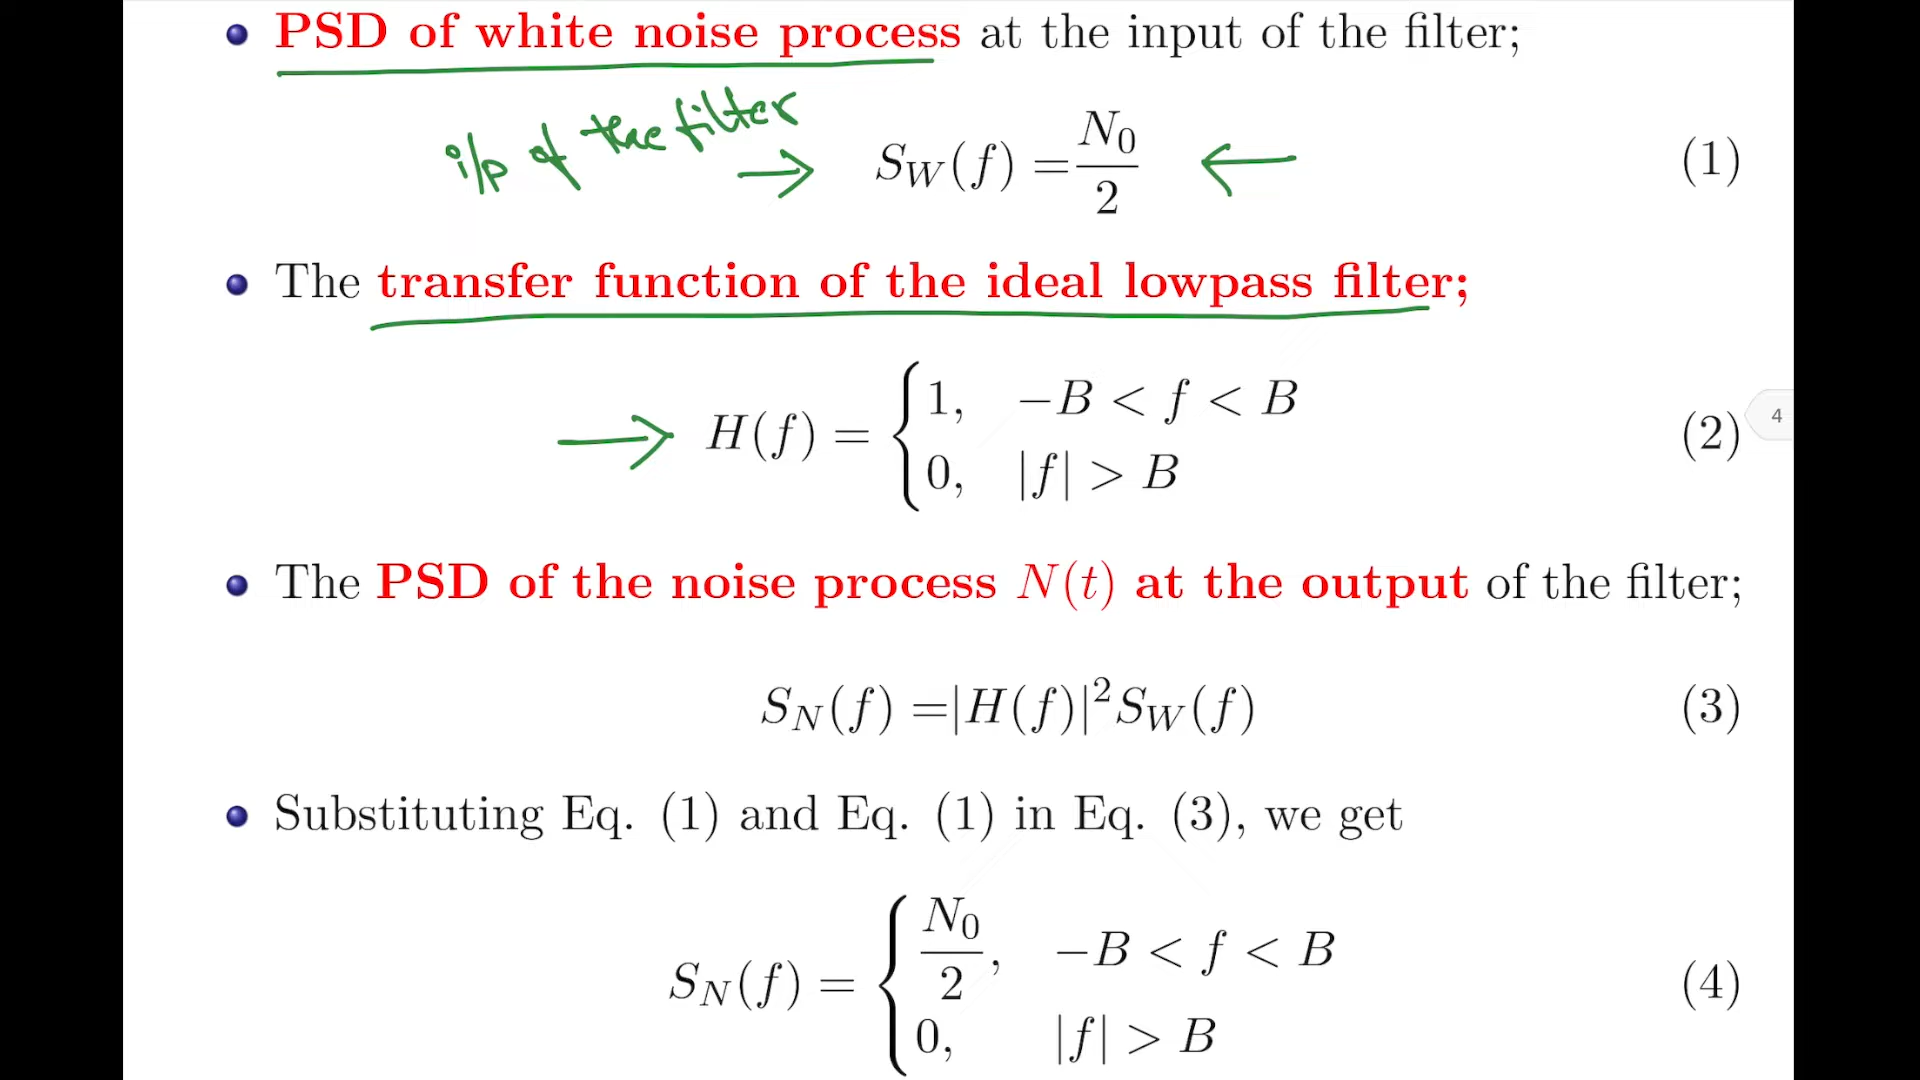 • PSD of white noise process at the input of the filter;
i/p of the filter
→ S_W(f) = N_0/2 ← (1)
• The transfer function of the ideal lowpass filter;
→ H(f) = { 1, −B < f < B
0, |f| > B (2)
4
• The PSD of the noise process N(t) at the output of the filter;
S_N(f) =|H(f)|²S_W(f) (3)
• Substituting Eq. (1) and Eq. (1) in Eq. (3), we get
S_N(f) = { N_0/2, −B < f < B
0, |f| > B (4)